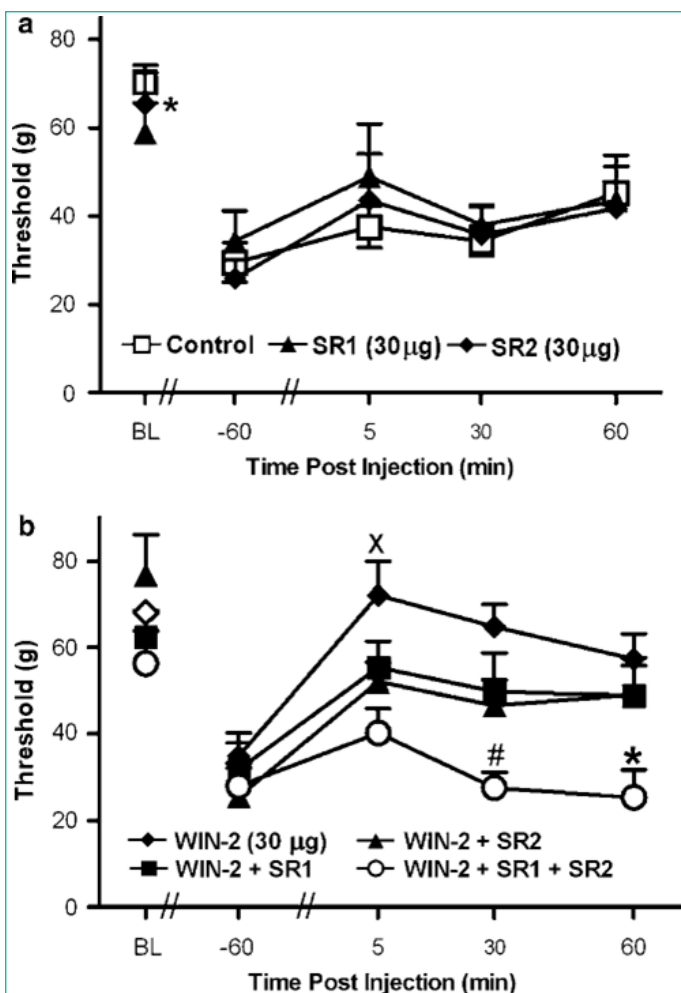 a
80
*
60
40
20
0
Threshold (g)
Control SR1 (30µg) SR2 (30µg)
BL -60 5 30 60
Time Post Injection (min)
b
80
X
60
40
#
*
20
0
Threshold (g)
WIN-2 (30 µg) WIN-2 + SR2
WIN-2 + SR1 WIN-2 + SR1 + SR2
BL -60 5 30 60
Time Post Injection (min)